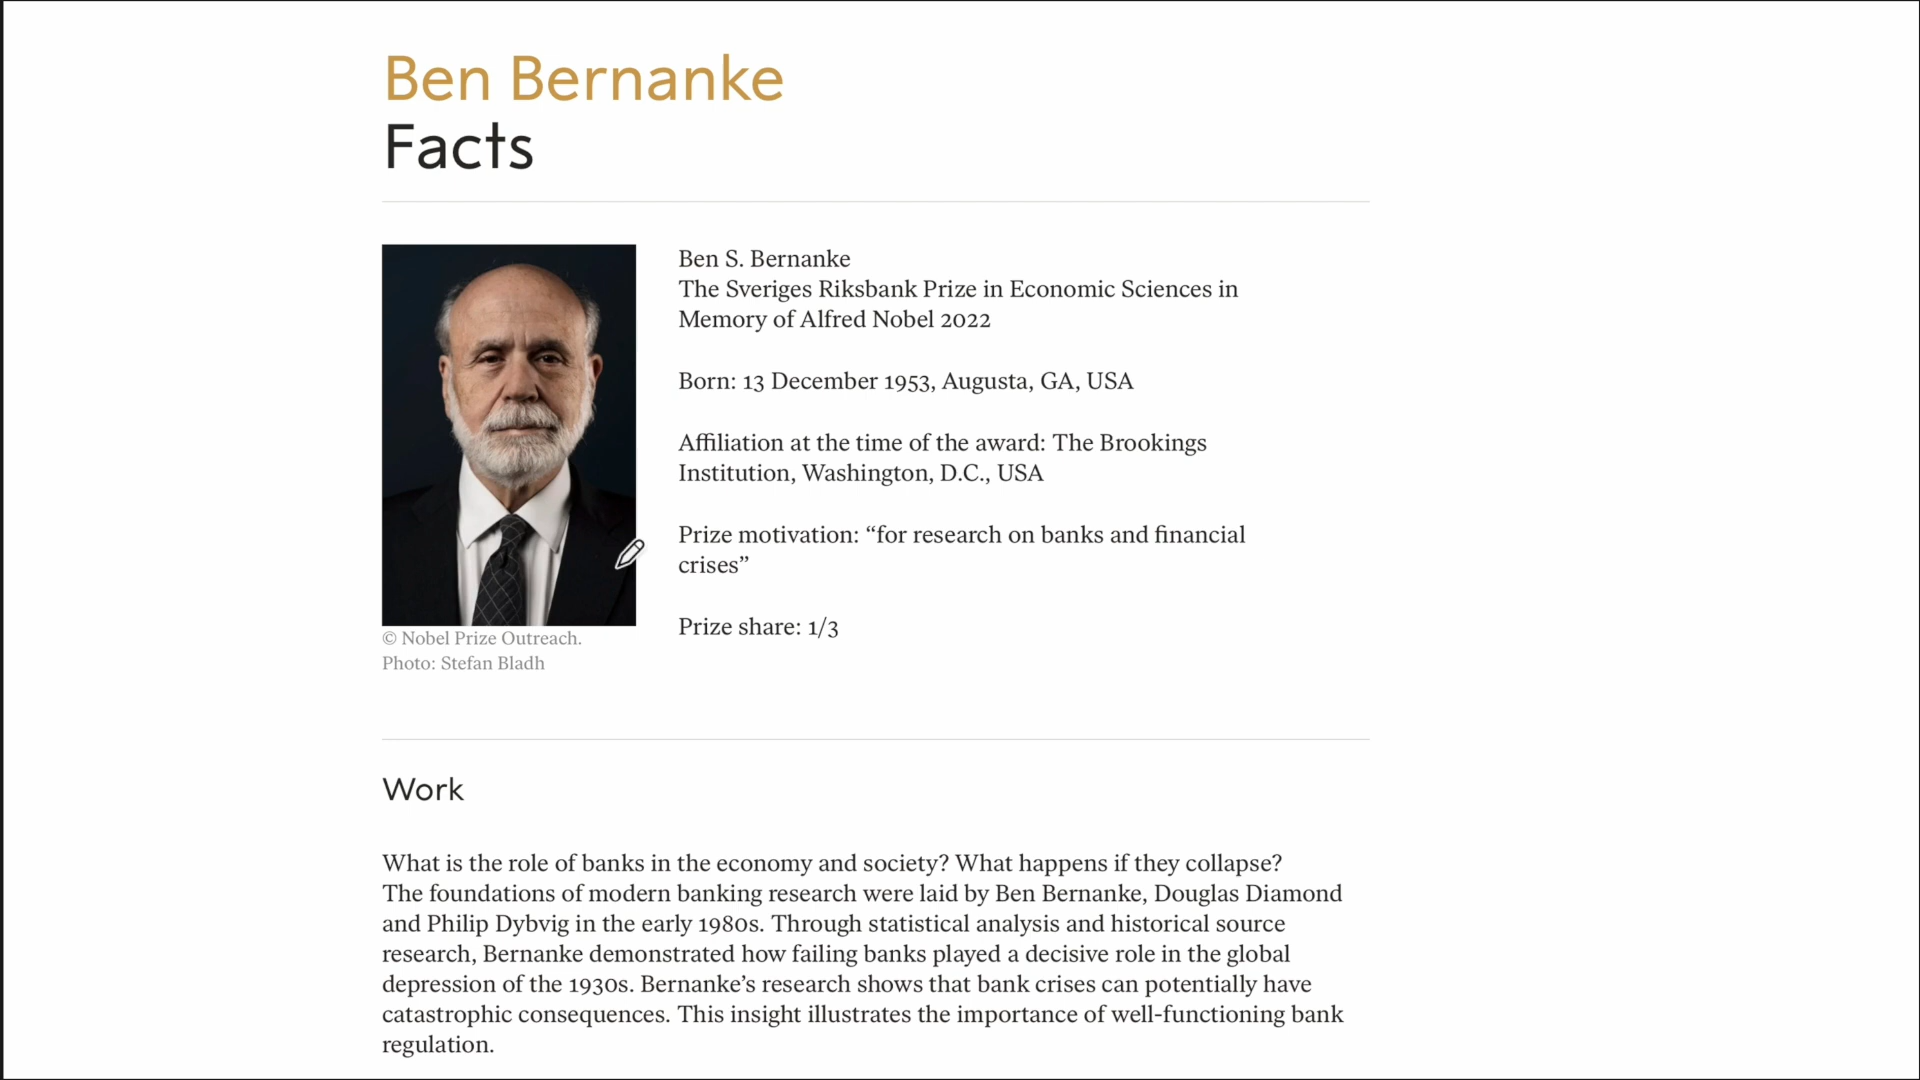 Ben Bernanke
Facts
Ben S. Bernanke
The Sveriges Riksbank Prize in Economic Sciences in
Memory of Alfred Nobel 2022
Born: 13 December 1953, Augusta, GA, USA
Affiliation at the time of the award: The Brookings
Institution, Washington, D.C., USA
Prize motivation: “for research on banks and financial
crises”
Prize share: 1/3
© Nobel Prize Outreach.
Photo: Stefan Bladh
Work
What is the role of banks in the economy and society? What happens if they collapse?
The foundations of modern banking research were laid by Ben Bernanke, Douglas Diamond
and Philip Dybvig in the early 1980s. Through statistical analysis and historical source
research, Bernanke demonstrated how failing banks played a decisive role in the global
depression of the 1930s. Bernanke’s research shows that bank crises can potentially have
catastrophic consequences. This insight illustrates the importance of well-functioning bank
regulation.